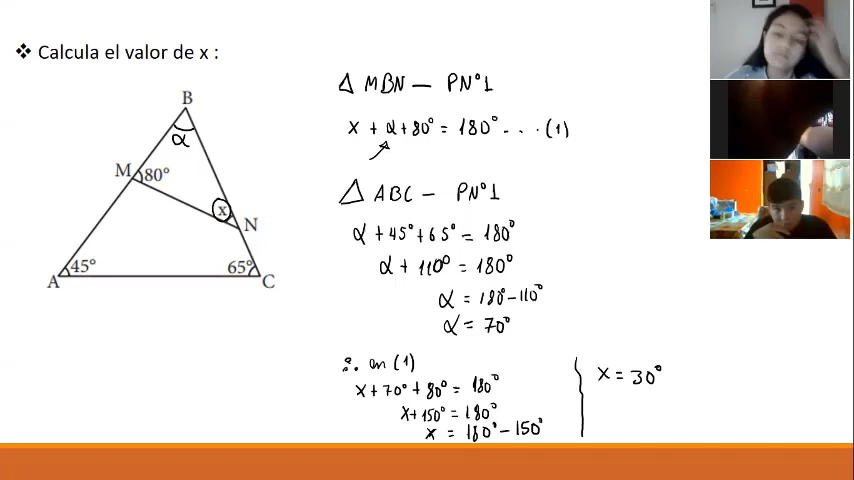 ❖ Calcula el valor de x :
B
α
M 80°
x
N
A 45°
65° C
△ MBN — PN°1
x + α + 80° = 180° - . . . (1)
△ ABC — PN°1
α + 45° + 65° = 180°
α + 110° = 180°
α = 180° - 110°
α = 70°
∴ en (1)
x + 70° + 80° = 180°
x + 150° = 180°
x = 180° - 150°
x = 30°